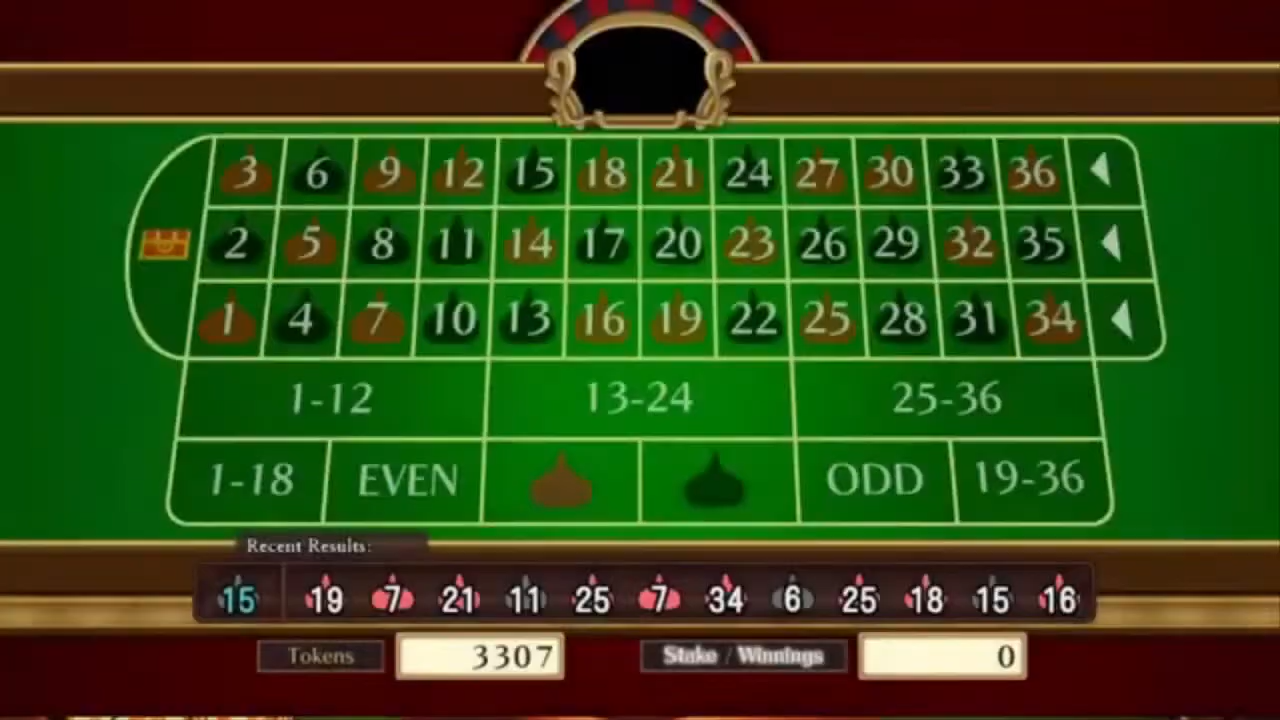 3 6 9 12 15 18 21 24 27 30 33 36
2 5 8 11 14 17 20 23 26 29 32 35
1 4 7 10 13 16 19 22 25 28 31 34
1-12 13-24 25-36
1-18 EVEN ODD 19-36
Recent Results:
15 19 7 21 11 25 7 34 6 25 18 15 16
Tokens 3307 Stake / Winnings 0